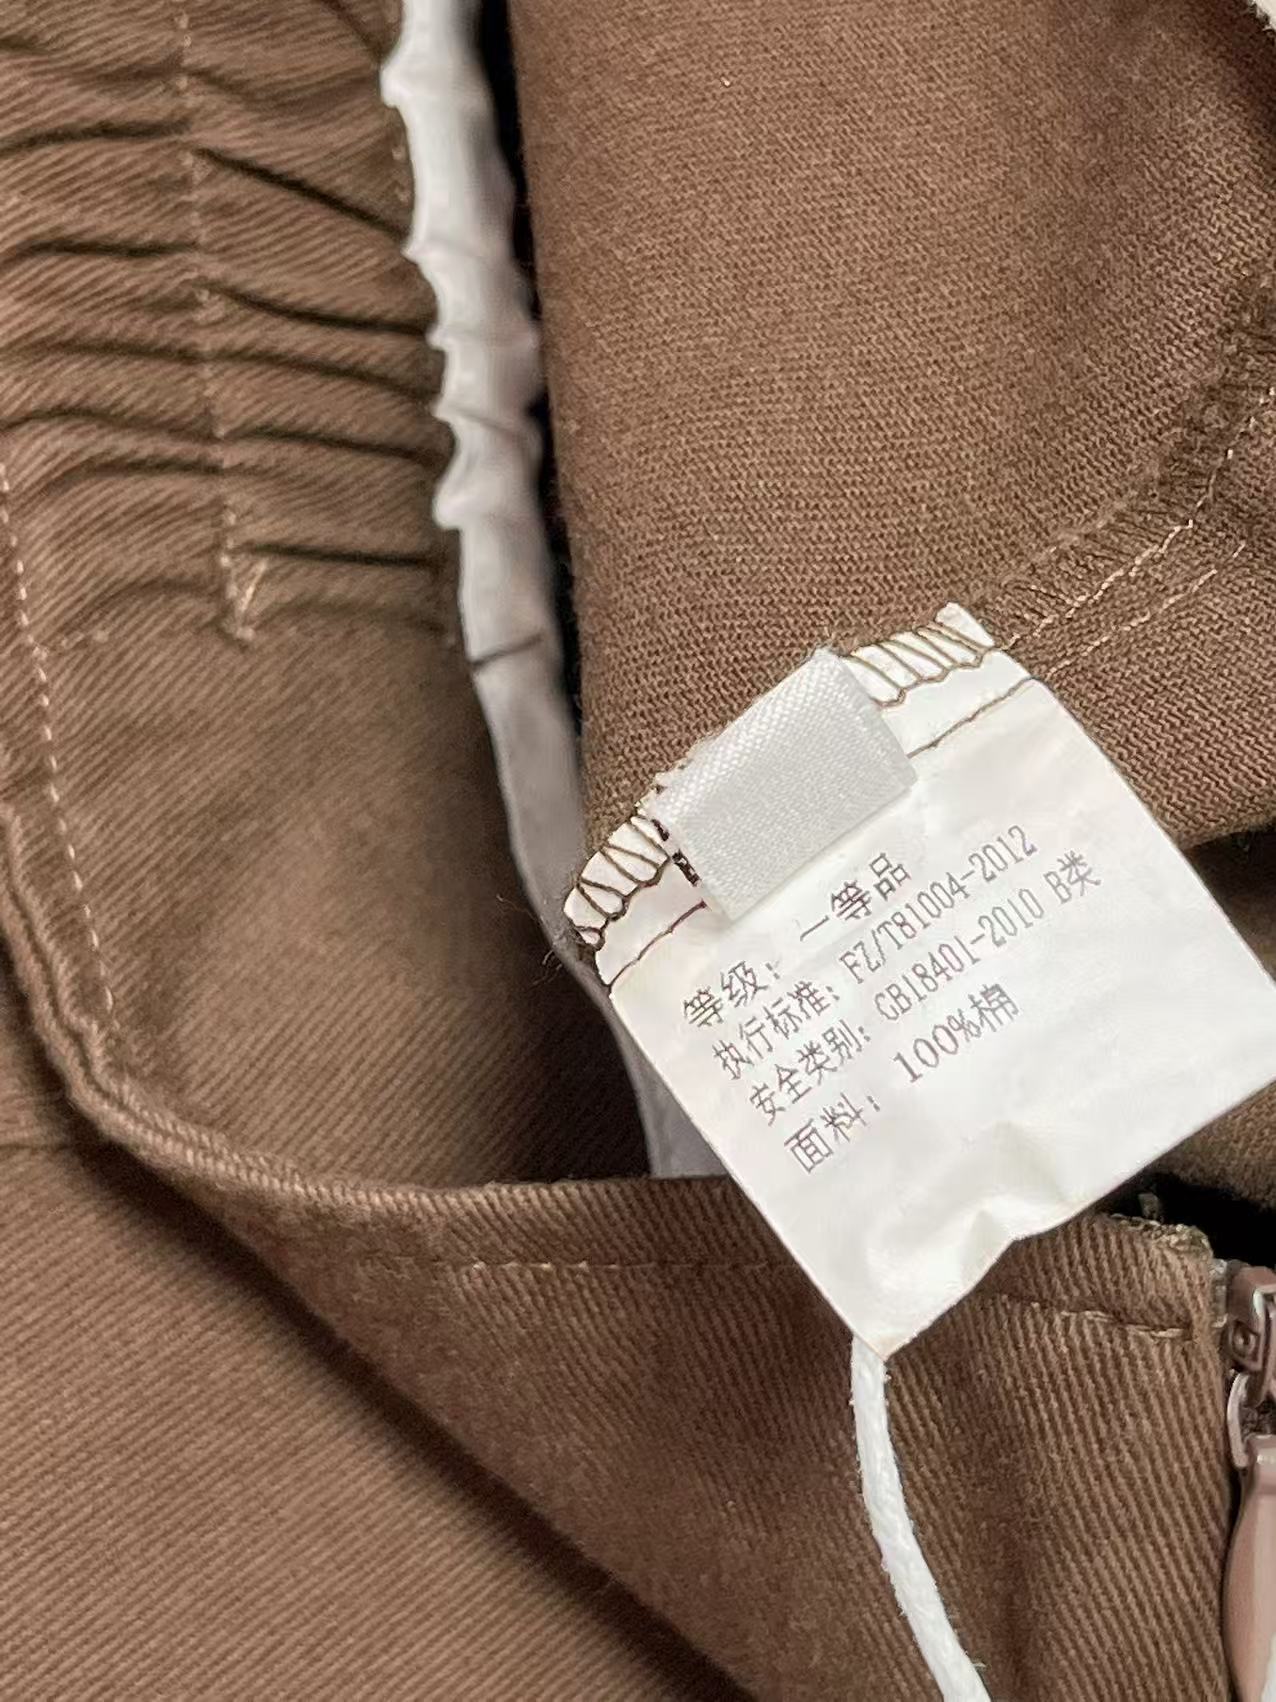 等级：一等品
执行标准：FZ/T81004-2012
安全类别：GB18401-2010 B类
面料：100%棉